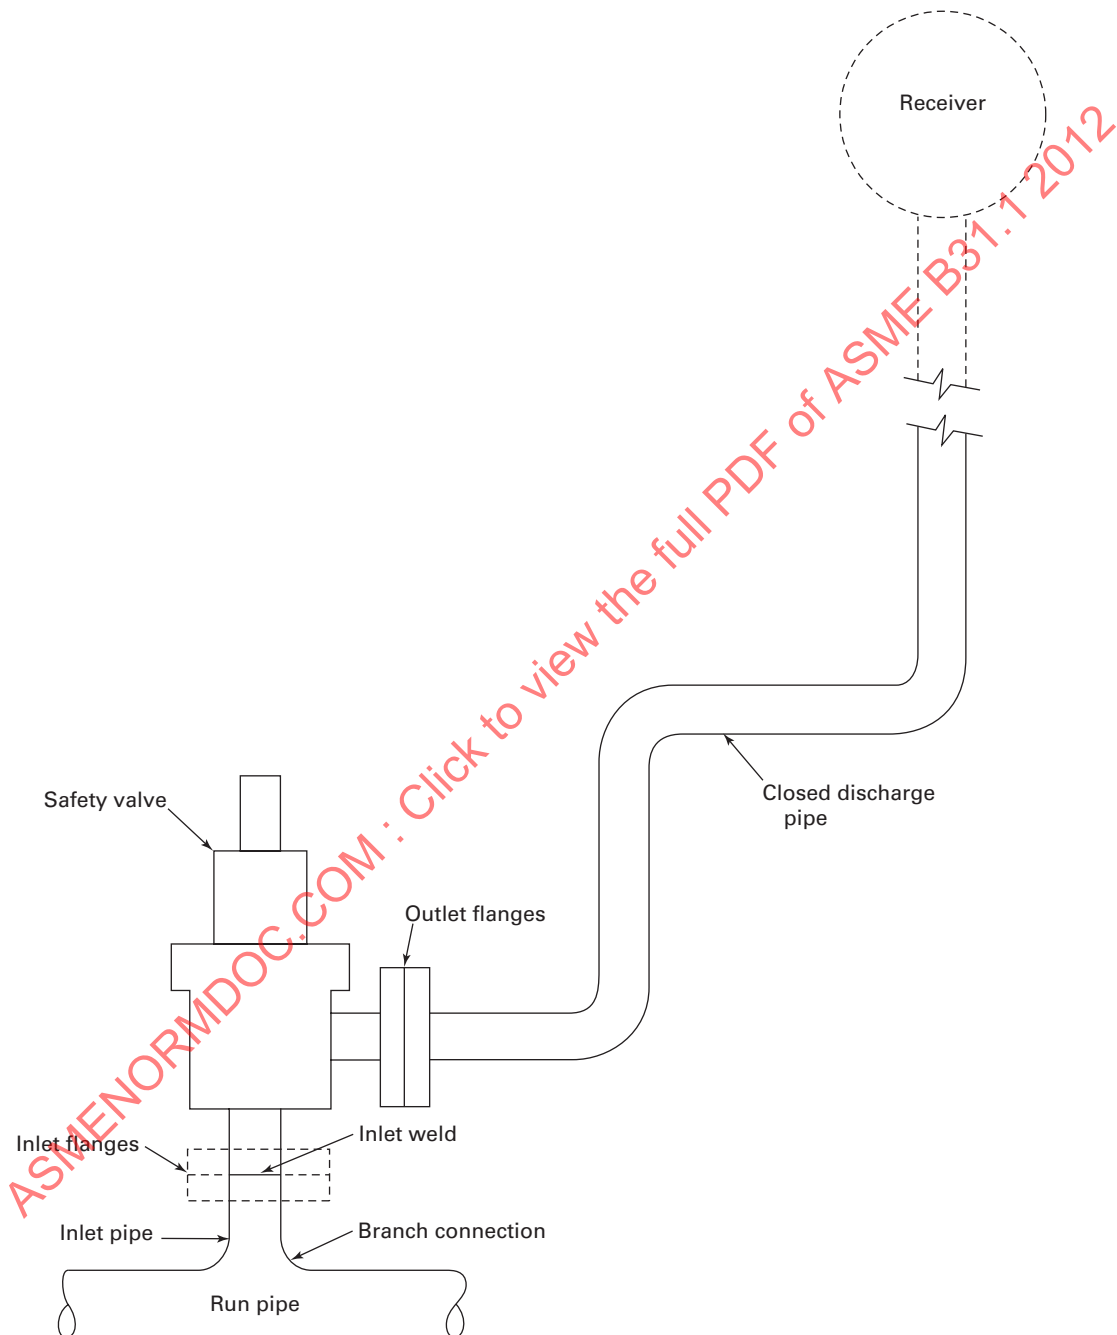 Receiver
Safety valve
Closed discharge
pipe
Outlet flanges
Inlet weld
Inlet flanges
Inlet pipe
Branch connection
Run pipe
ASMENORMDOC.COM : Click to view the full PDF of ASME B31.1 2012